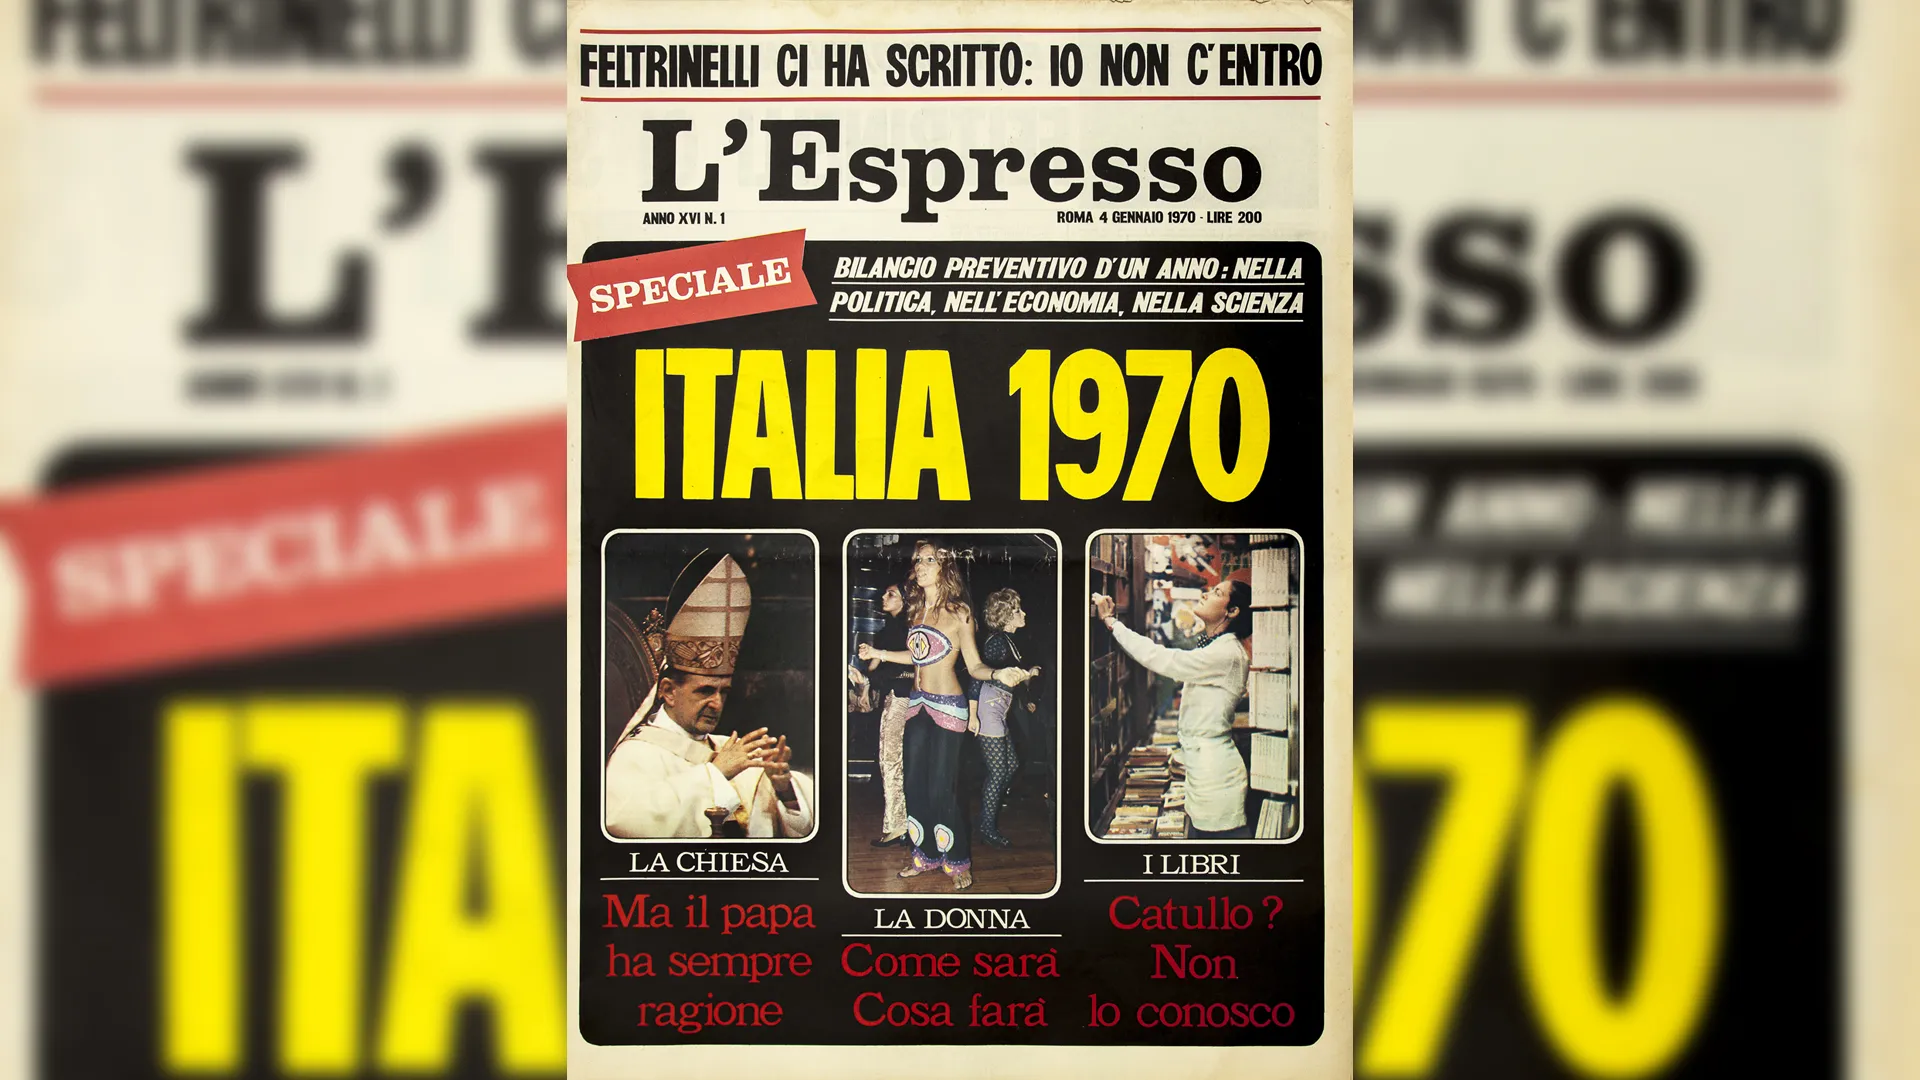 FELTRINELLI CI HA SCRITTO: IO NON C'ENTRO
L'Espresso
ANNO XVI N. 1
ROMA 4 GENNAIO 1970 - LIRE 200
SPECIALE
BILANCIO PREVENTIVO D'UN ANNO: NELLA
POLITICA, NELL'ECONOMIA, NELLA SCIENZA
ITALIA 1970
LA CHIESA
Ma il papa
ha sempre
ragione
LA DONNA
Come sarà
Cosa farà
I LIBRI
Catullo?
Non
lo conosco